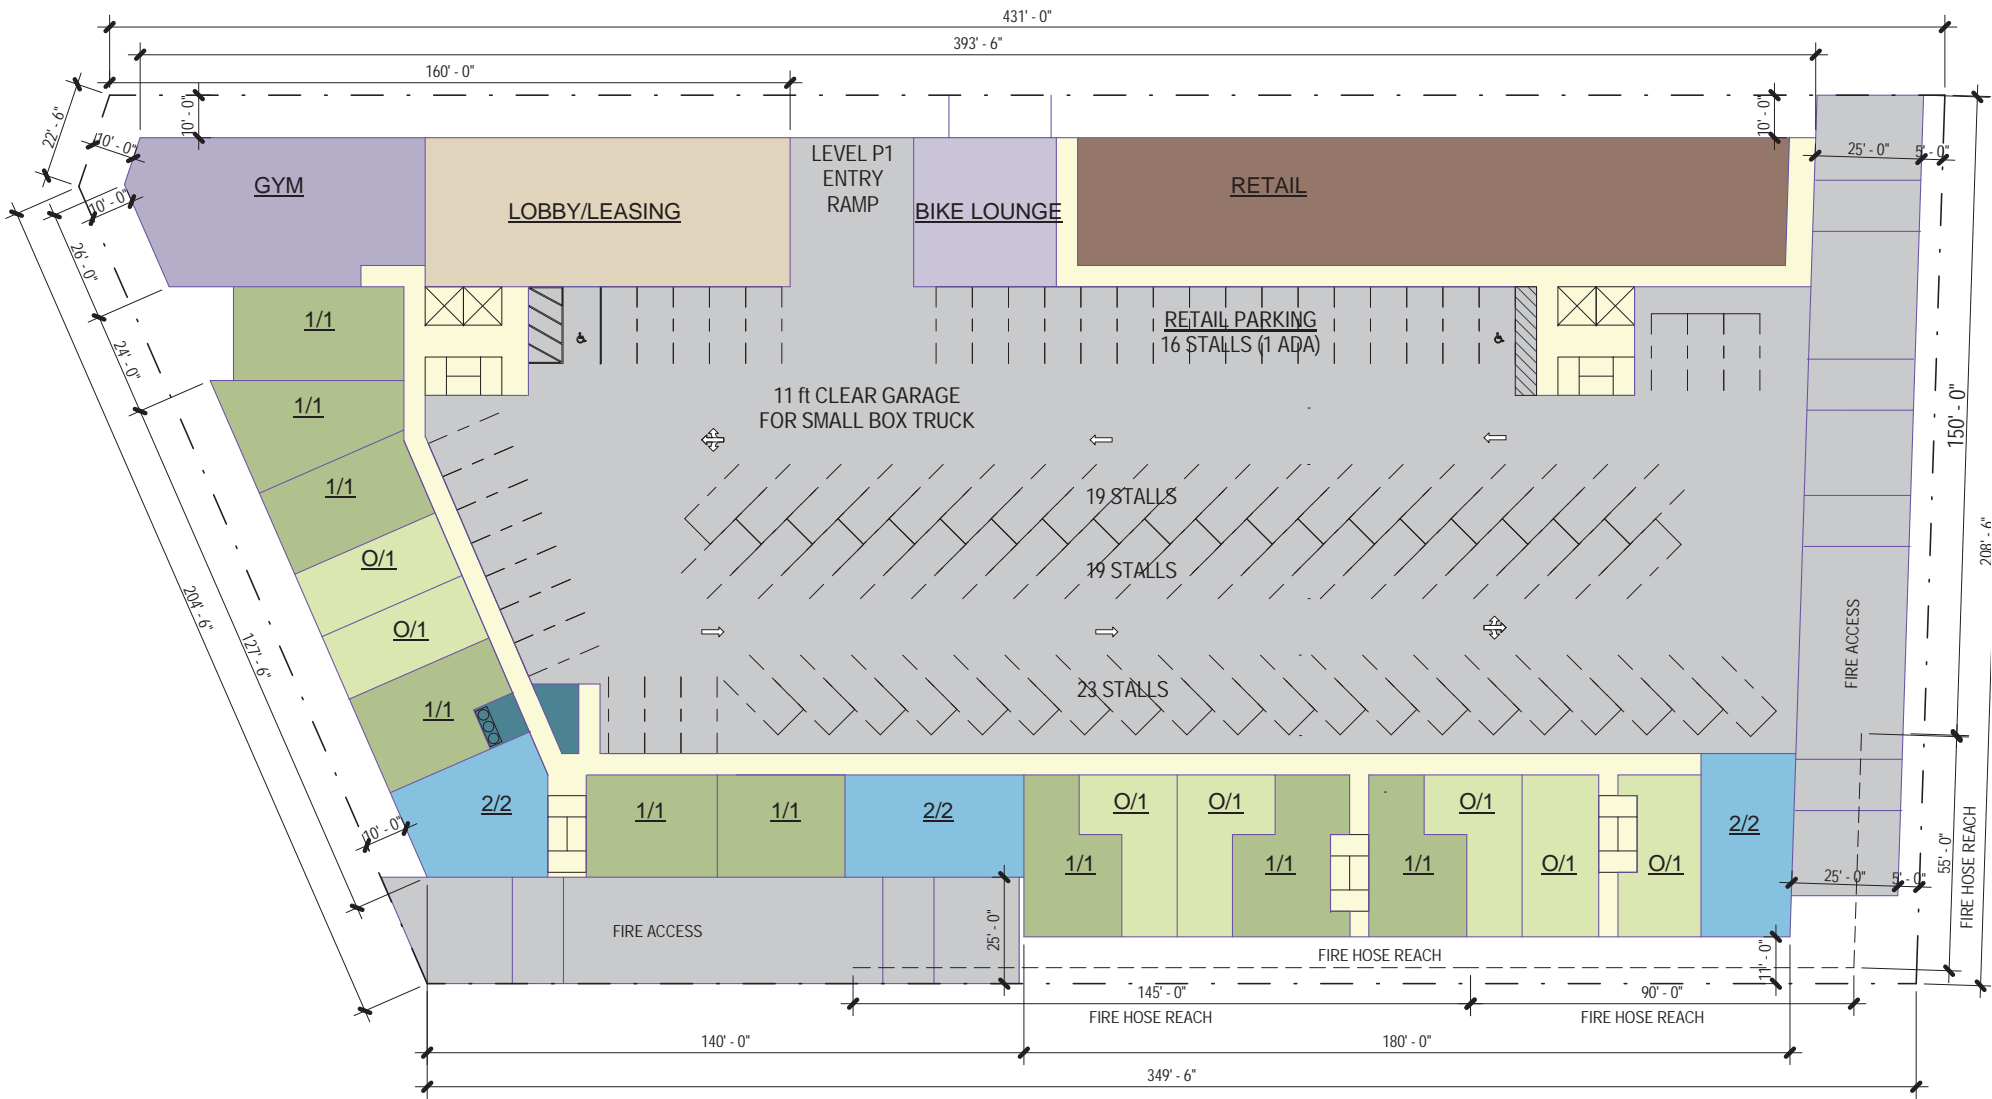 431' - 0"
393' - 6"
160' - 0"
22' - 6"
10' - 0"
10' - 0"
10' - 0"
10' - 0"
25' - 0"
5' - 0"
GYM
LOBBY/LEASING
LEVEL P1
ENTRY
RAMP
BIKE LOUNGE
RETAIL
26' - 0"
24' - 0"
204' - 6"
127' - 6"
1/1
1/1
1/1
O/1
O/1
1/1
2/2
RETAIL PARKING
16 STALLS (1 ADA)
11 ft CLEAR GARAGE
FOR SMALL BOX TRUCK
19 STALLS
19 STALLS
23 STALLS
150' - 0"
208' - 6"
FIRE ACCESS
1/1
1/1
2/2
O/1
O/1
O/1
2/2
1/1
1/1
1/1
O/1
O/1
10' - 0"
25' - 0"
5' - 0"
55' - 0"
FIRE HOSE REACH
FIRE ACCESS
25' - 0"
FIRE HOSE REACH
11' - 0"
145' - 0"
90' - 0"
FIRE HOSE REACH
FIRE HOSE REACH
140' - 0"
180' - 0"
349' - 6"